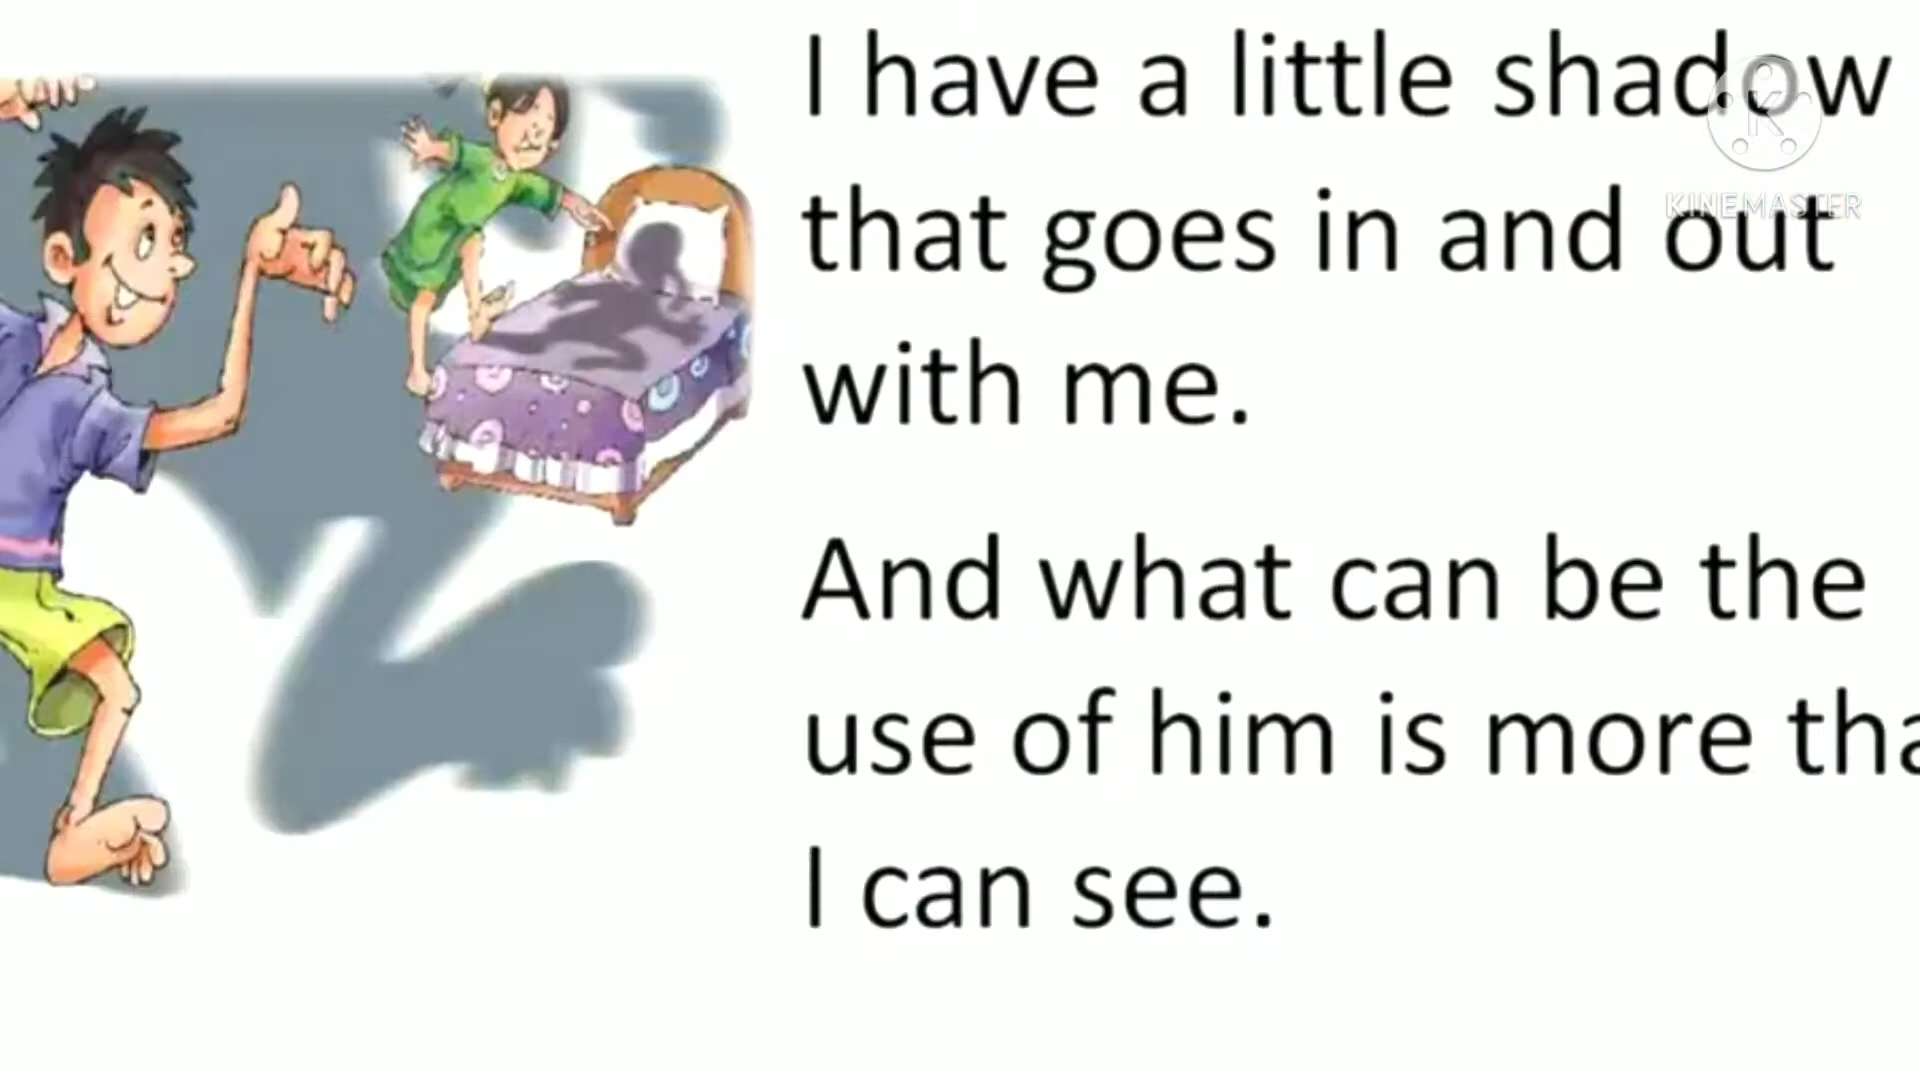 I have a little shadow
that goes in and out
with me.
And what can be the
use of him is more tha
I can see.
K
KINEMASTER